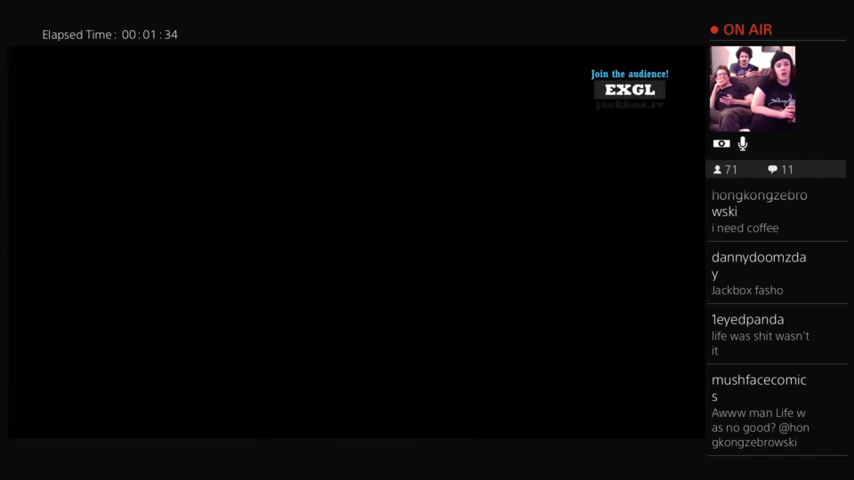 Elapsed Time: 00:01:34
ON AIR
Join the audience!
EXGL
jackbox.tv
71 11
hongkongzebro
wski
i need coffee
dannydoomzda
y
Jackbox fasho
1eyedpanda
life was shit wasn't
it
mushfacecomic
s
Awww man Life w
as no good? @hon
gkongzebrowski